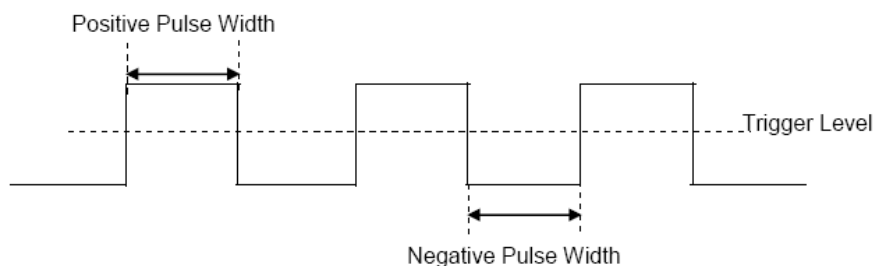 Positive Pulse Width
Trigger Level
Negative Pulse Width